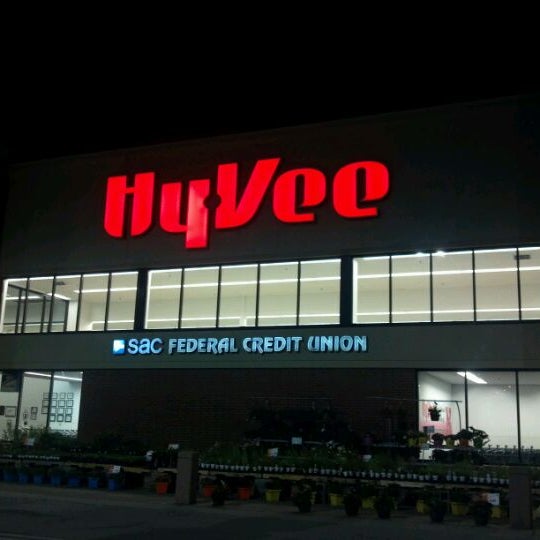 HyVee
sac FEDERAL CREDIT UNION